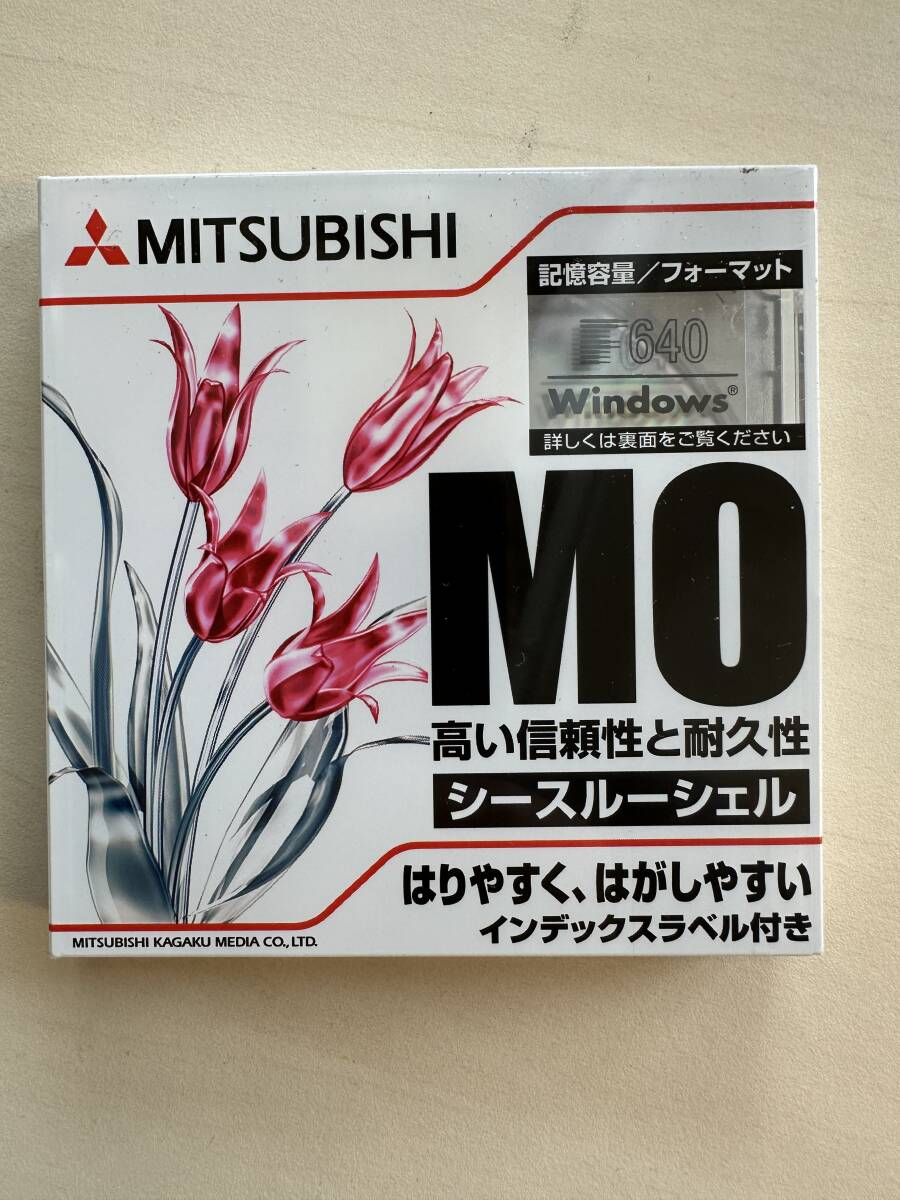 MITSUBISHI
記憶容量/フォーマット
640
Windows®
詳しくは裏面をご覧ください
MO
高い信頼性と耐久性
シースルーシェル
はりやすく、はがしやすい
インデックスラベル付き
MITSUBISHI KAGAKU MEDIA CO., LTD.